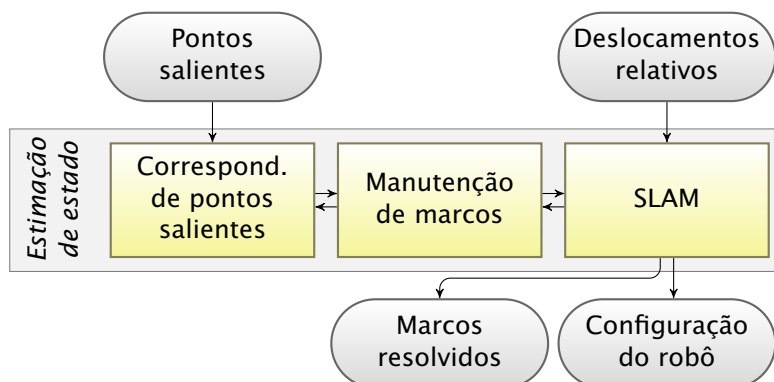 Pontos
salientes
Deslocamentos
relativos
Estimação
de estado
Correspond.
de pontos
salientes
Manutenção
de marcos
SLAM
Marcos
resolvidos
Configuração
do robô